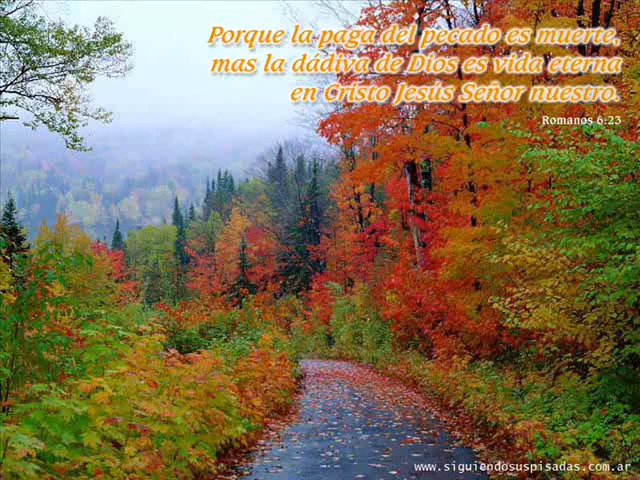 Porque la paga del pecado es muerte,
mas la dádiva de Dios es vida eterna
en Cristo Jesús Señor nuestro.
Romanos 6:23
www.siguiendosuspisadas.com.ar